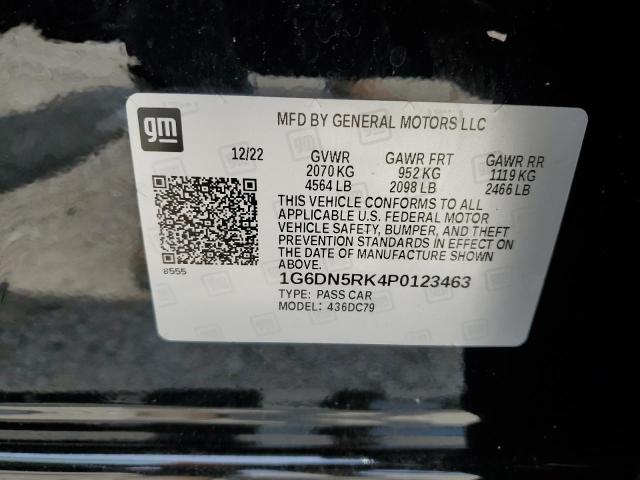 gm
MFD BY GENERAL MOTORS LLC
12/22 GVWR GAWR FRT GAWR RR
2070 KG 952 KG 1119 KG
4564 LB 2098 LB 2466 LB
THIS VEHICLE CONFORMS TO ALL
APPLICABLE U.S. FEDERAL MOTOR
VEHICLE SAFETY, BUMPER, AND THEFT
PREVENTION STANDARDS IN EFFECT ON
THE DATE OF MANUFACTURE SHOWN
ABOVE.
8555
1G6DN5RK4P0123463
TYPE: PASS CAR
MODEL: 436DC79